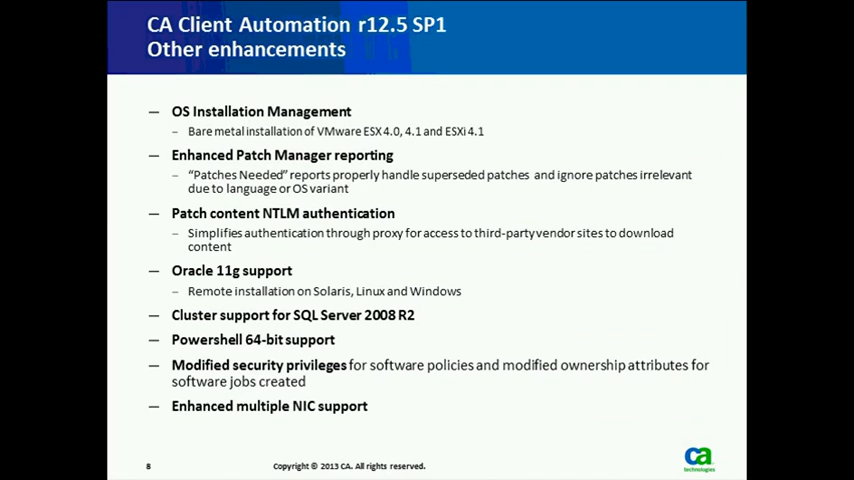 CA Client Automation r12.5 SP1
Other enhancements
— OS Installation Management
– Bare metal installation of VMware ESX 4.0, 4.1 and ESXi 4.1
— Enhanced Patch Manager reporting
– “Patches Needed” reports properly handle superseded patches and ignore patches irrelevant
due to language or OS variant
— Patch content NTLM authentication
– Simplifies authentication through proxy for access to third-party vendor sites to download
content
— Oracle 11g support
– Remote installation on Solaris, Linux and Windows
— Cluster support for SQL Server 2008 R2
— Powershell 64-bit support
— Modified security privileges for software policies and modified ownership attributes for
software jobs created
— Enhanced multiple NIC support
8 Copyright © 2013 CA. All rights reserved.
ca
technologies